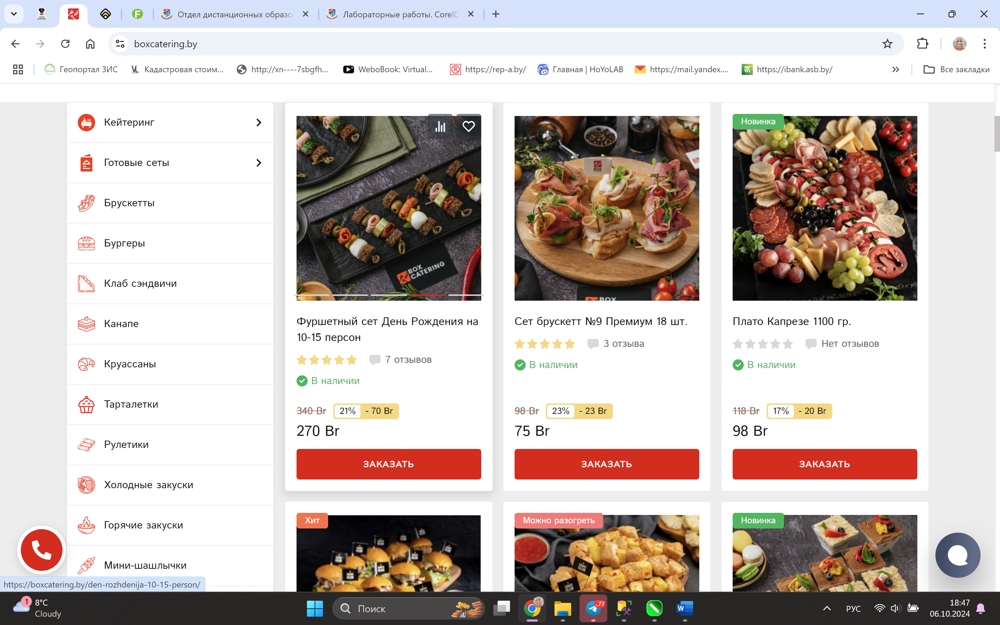 Отдел дистанционных образо
Лабораторные работы. CorelD
boxcatering.by
Геопортал ЗИС
Кадастровая стоим...
http://xn----7sbgfh...
WeboBook: Virtual...
https://rep-a.by/
Главная | HoYoLAB
https://mail.yandex....
https://ibank.asb.by/
Все закладки
Кейтеринг
Готовые сеты
Брускетты
Бургеры
Клаб сэндвичи
Канапе
Круассаны
Тарталетки
Рулетики
Холодные закуски
Горячие закуски
Мини-шашлычки
BOX
CATERING
Фуршетный сет День Рождения на
10-15 персон
7 отзывов
В наличии
340 Br 21% - 70 Br
270 Br
ЗАКАЗАТЬ
BOX
BOX
Сет брускетт №9 Премиум 18 шт.
3 отзыва
В наличии
98 Br 23% - 23 Br
75 Br
ЗАКАЗАТЬ
Новинка
Плато Капрезе 1100 гр.
Нет отзывов
В наличии
118 Br 17% - 20 Br
98 Br
ЗАКАЗАТЬ
Хит
Можно разогреть
Новинка
https://boxcatering.by/den-rozhdenija-10-15-person/
1
8°C
Cloudy
Поиск
..77
РУС
18:47
06.10.2024